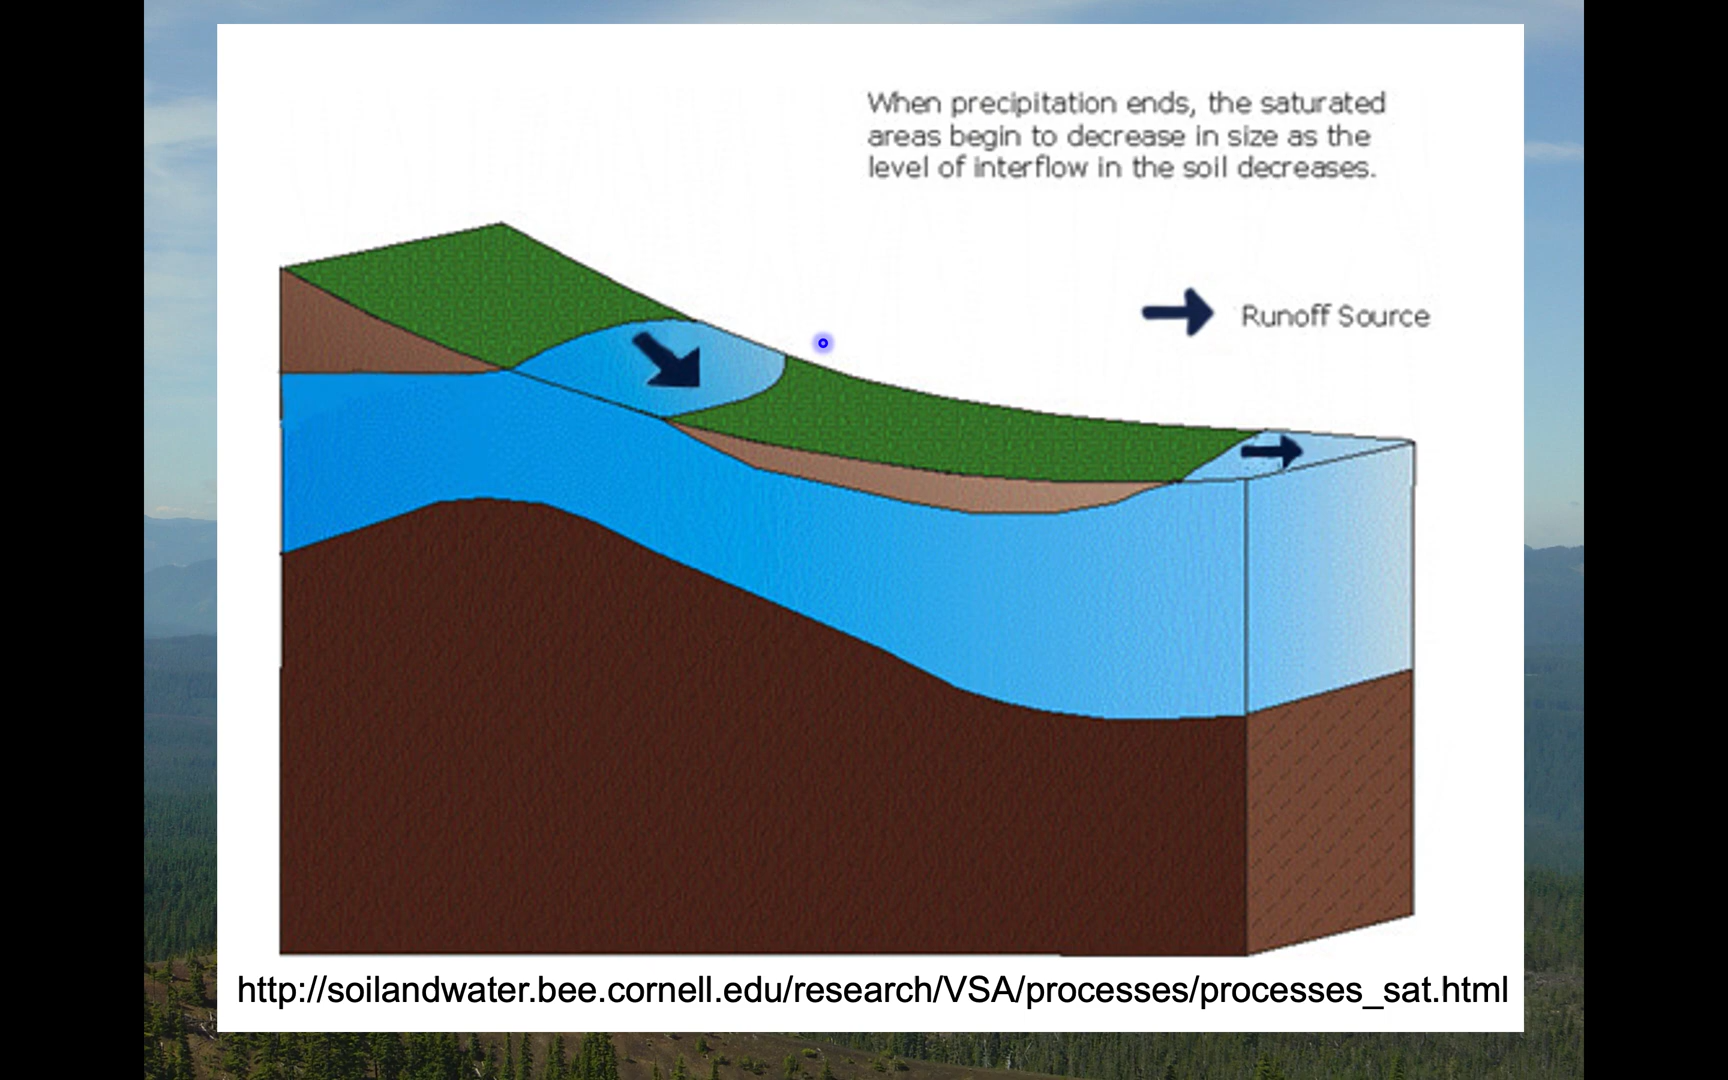 When precipitation ends, the saturated
areas begin to decrease in size as the
level of interflow in the soil decreases.
Runoff Source
http://soilandwater.bee.cornell.edu/research/VSA/processes/processes_sat.html